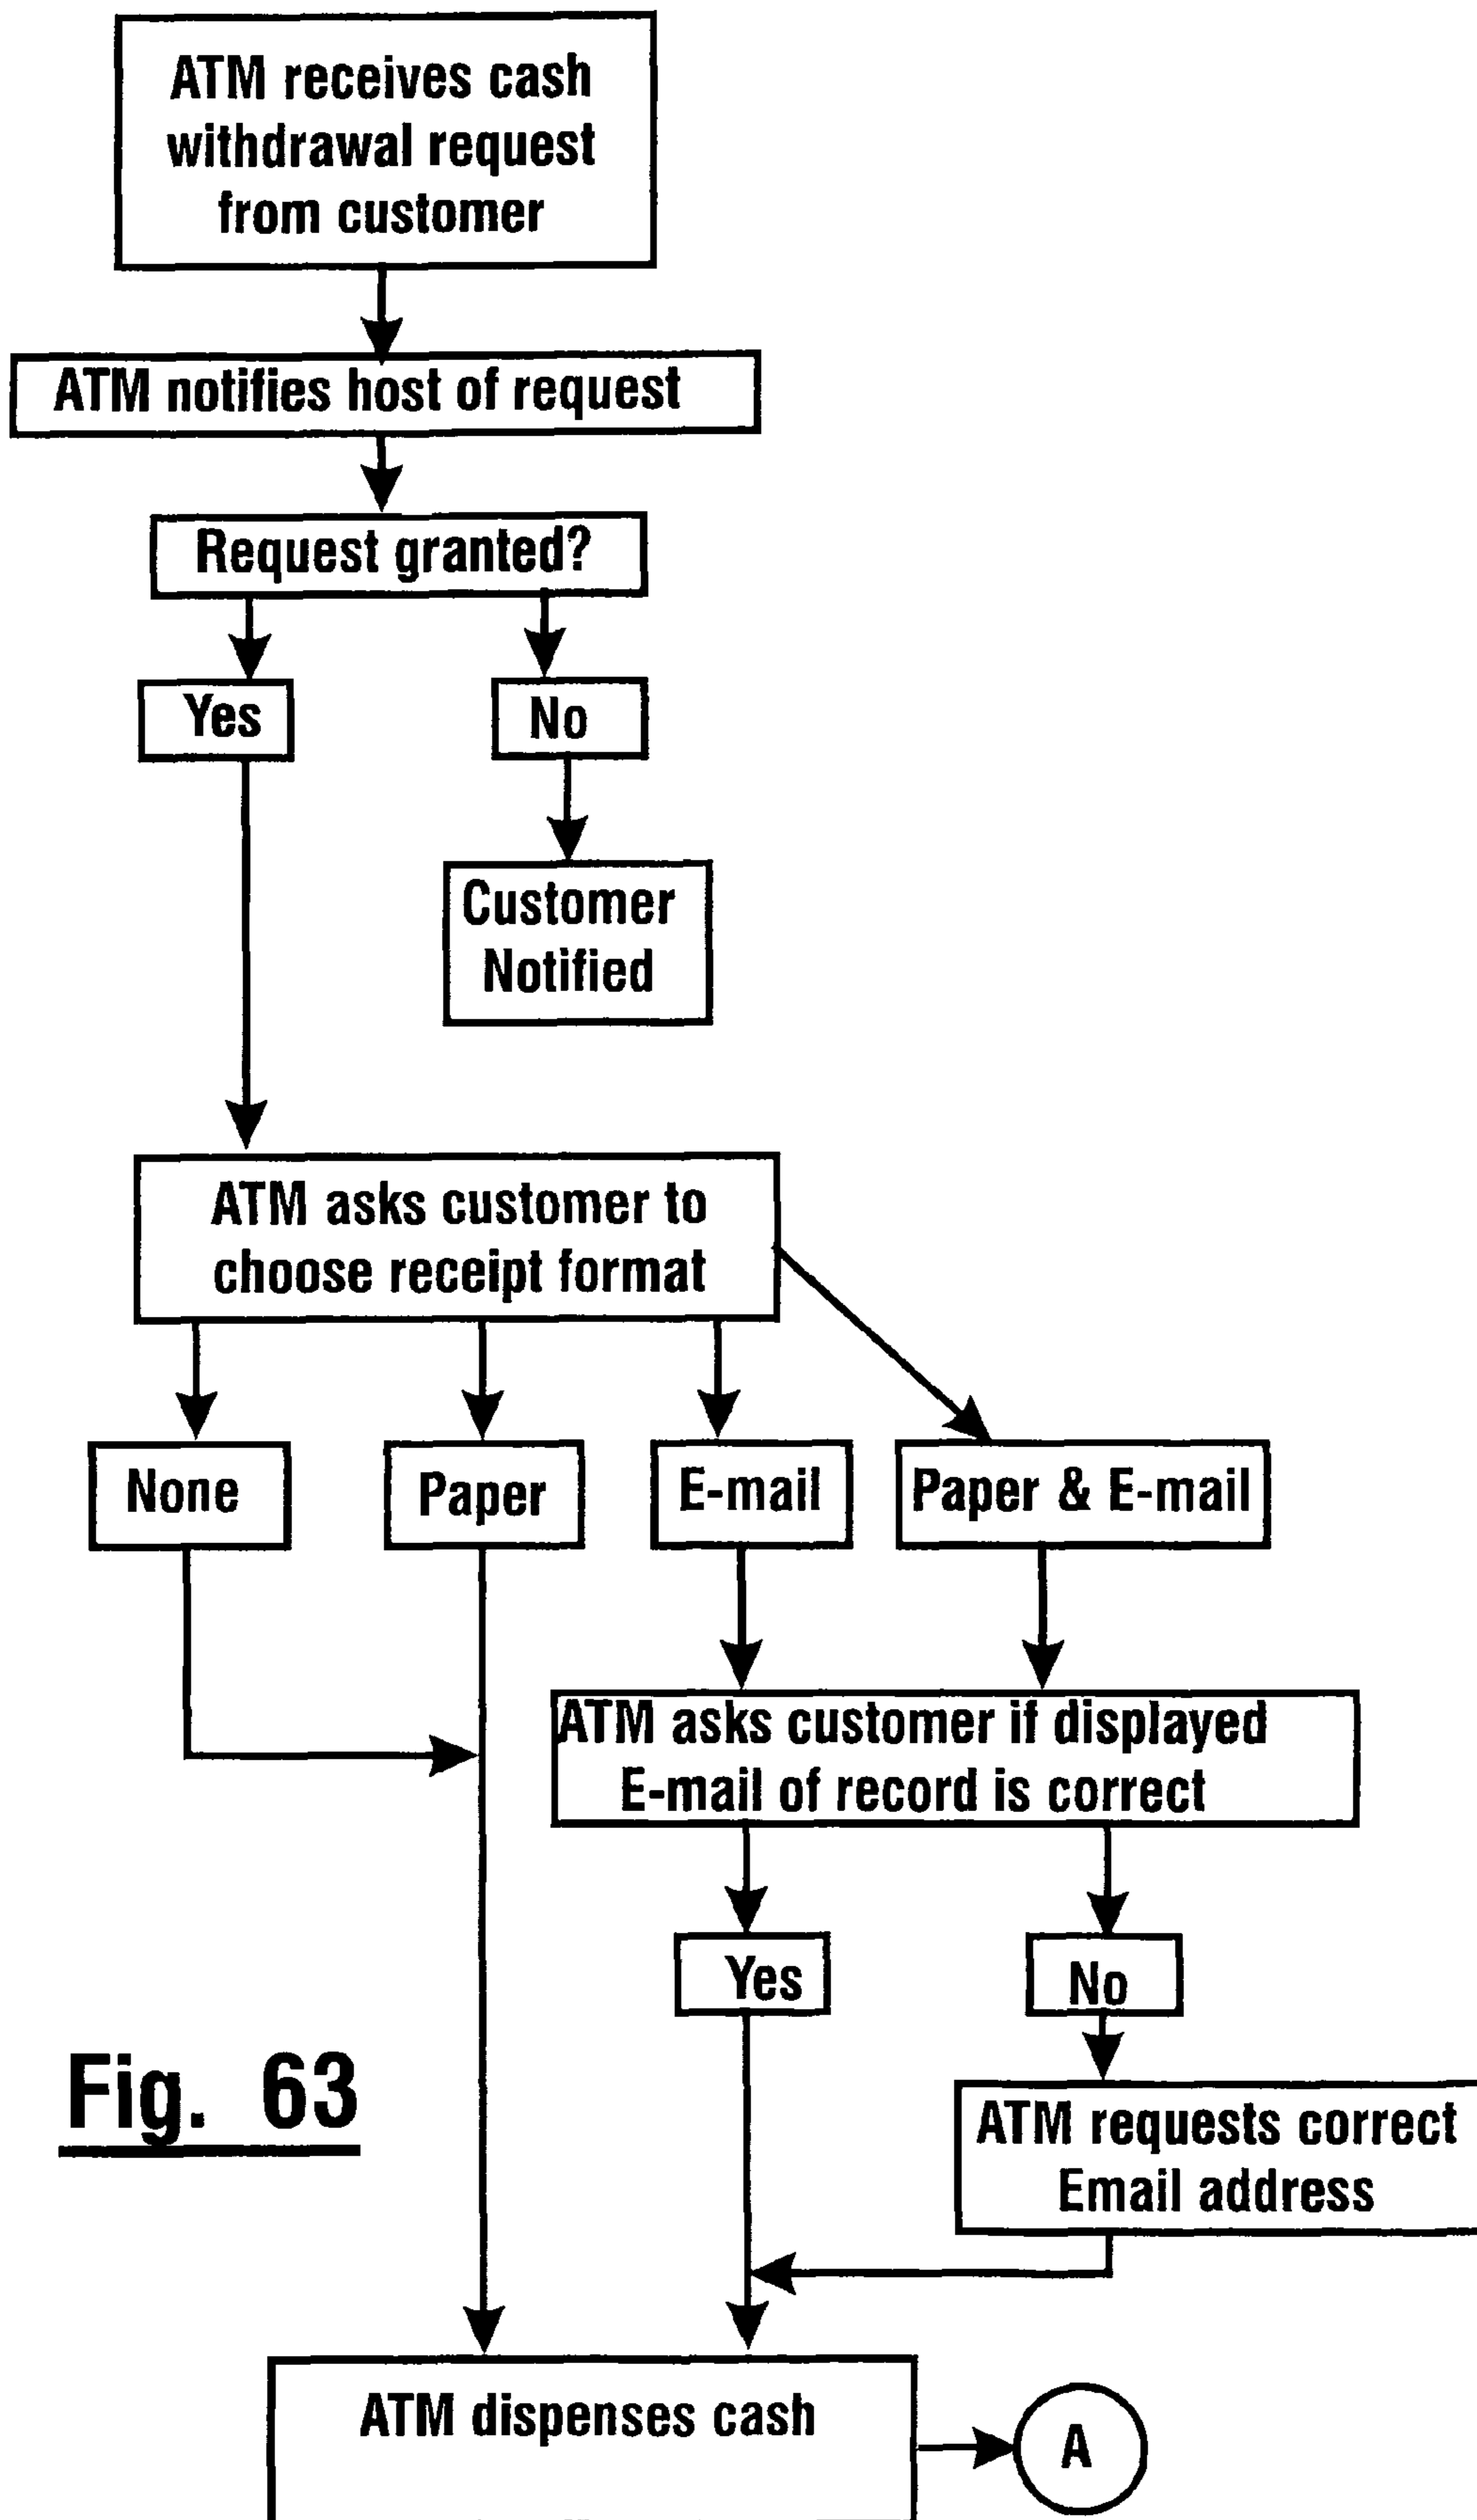 ATM receives cash
withdrawal request
from customer
ATM notifies host of request
Request granted?
Yes
No
Customer
Notified
ATM asks customer to
choose receipt format
None
Paper
E-mail
Paper & E-mail
ATM asks customer if displayed
E-mail of record is correct
Yes
No
Fig. 63
ATM requests correct
Email address
ATM dispenses cash
A